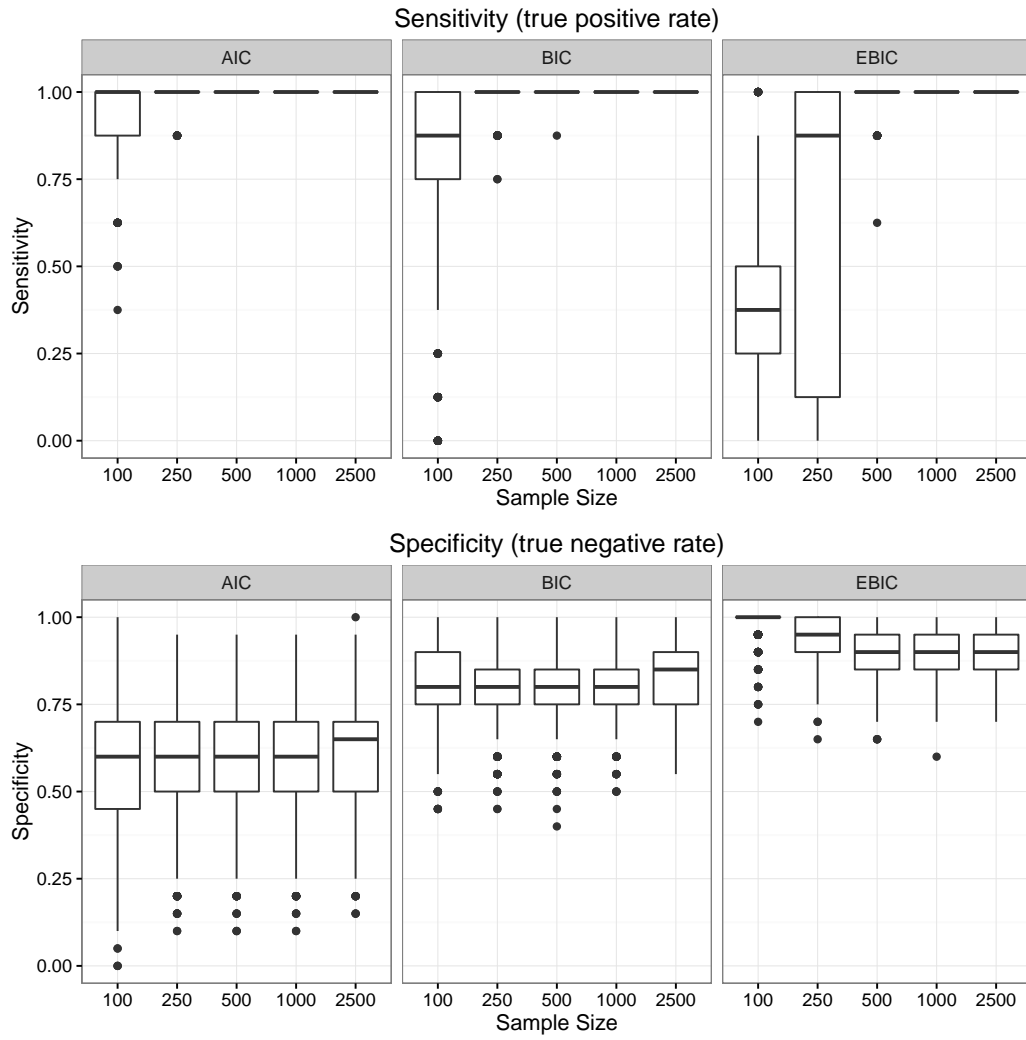 Sensitivity (true positive rate)
AIC BIC EBIC
1.00
0.75
0.50
0.25
0.00
Sensitivity
100 250 500 1000 2500 100 250 500 1000 2500 100 250 500 1000 2500
Sample Size
Specificity (true negative rate)
AIC BIC EBIC
1.00
0.75
0.50
0.25
0.00
Specificity
100 250 500 1000 2500 100 250 500 1000 2500 100 250 500 1000 2500
Sample Size